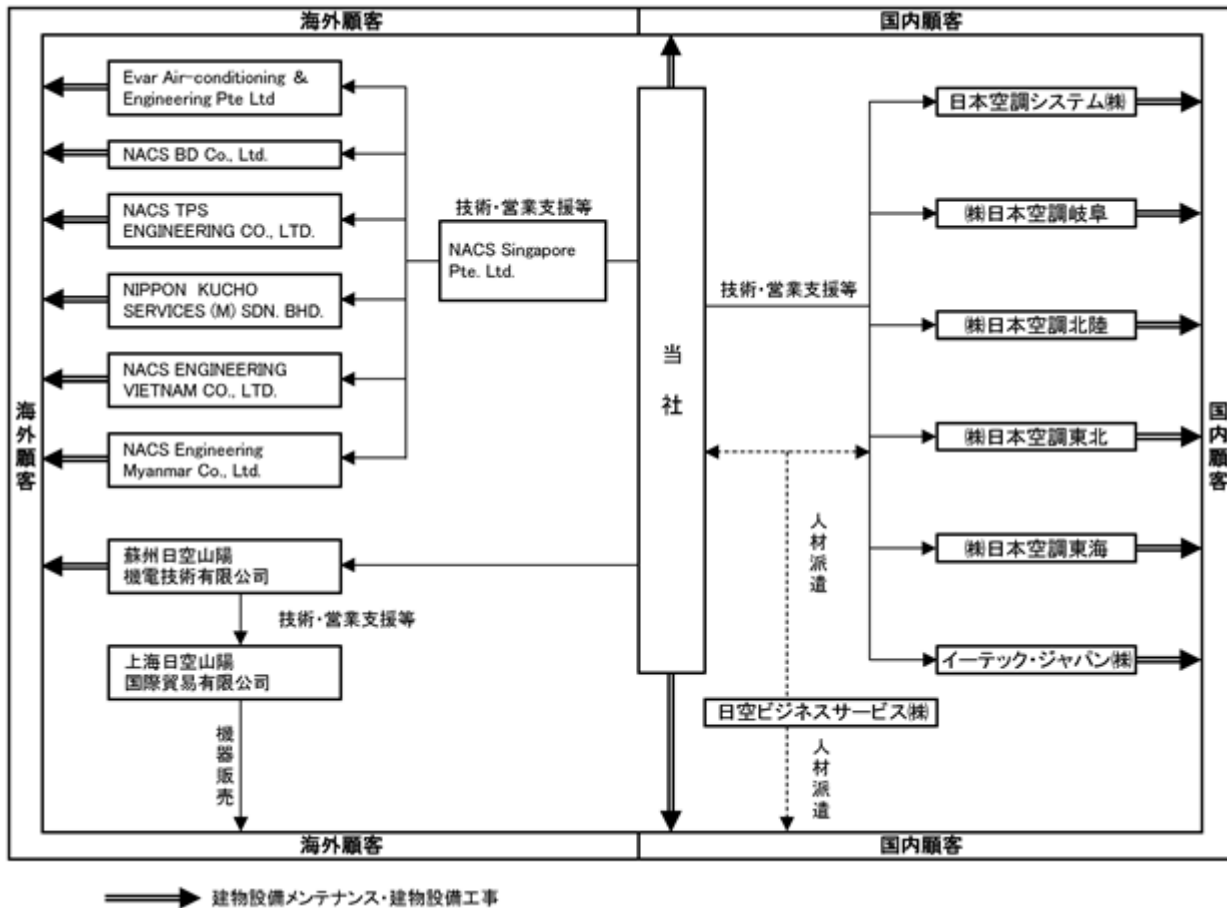 海外顧客
国内顧客
Evar Air-conditioning &
Engineering Pte Ltd
NACS BD Co., Ltd.
NACS TPS
ENGINEERING CO., LTD.
NIPPON KUCHO
SERVICES (M) SDN. BHD.
NACS ENGINEERING
VIETNAM CO., LTD.
NACS Engineering
Myanmar Co., Ltd.
蘇州日空山陽
機電技術有限公司
技術・営業支援等
上海日空山陽
国際貿易有限公司
機器販売
海外顧客
技術・営業支援等
NACS Singapore
Pte. Ltd.
当社
技術・営業支援等
日本空調システム㈱
㈱日本空調岐阜
㈱日本空調北陸
㈱日本空調東北
㈱日本空調東海
イーテック・ジャパン㈱
人材派遣
日空ビジネスサービス㈱
人材派遣
国内顧客
海外顧客
国内顧客
建物設備メンテナンス・建物設備工事